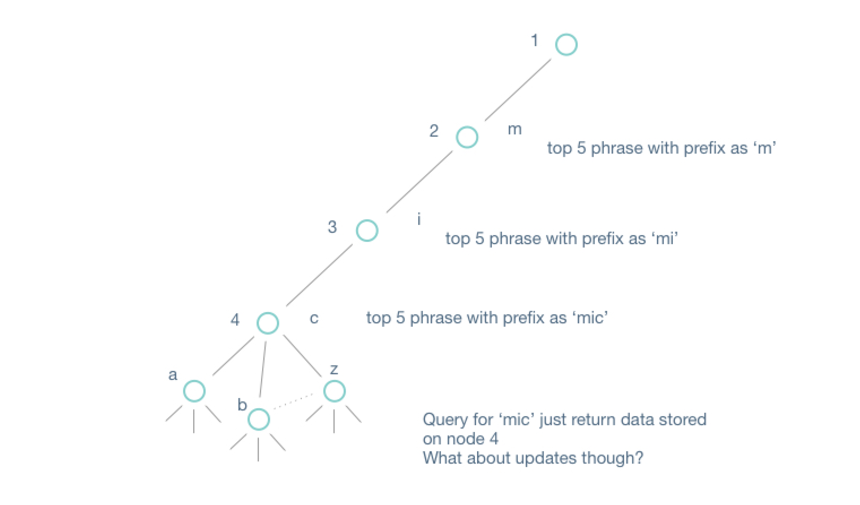 1
2
m
top 5 phrase with prefix as ‘m’
3
i
top 5 phrase with prefix as ‘mi’
4
c
top 5 phrase with prefix as ‘mic’
a
z
b
Query for ‘mic’ just return data stored
on node 4
What about updates though?